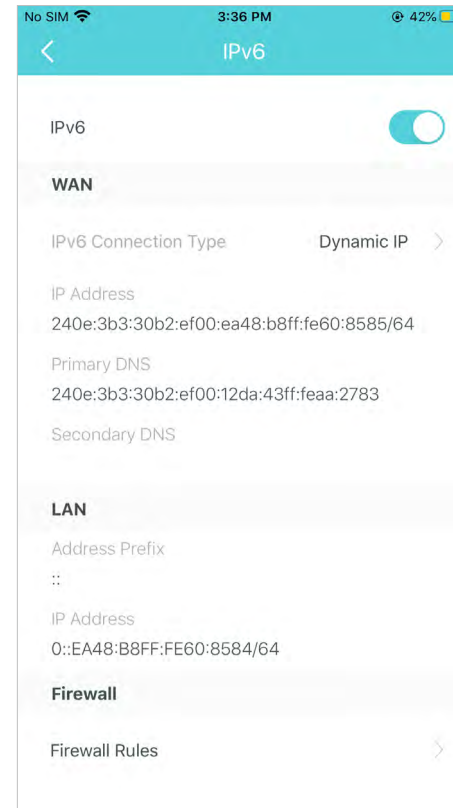 No SIM 3:36 PM 42%
IPv6
IPv6
WAN
IPv6 Connection Type Dynamic IP
IP Address
240e:3b3:30b2:ef00:ea48:b8ff:fe60:8585/64
Primary DNS
240e:3b3:30b2:ef00:12da:43ff:feaa:2783
Secondary DNS
LAN
Address Prefix
::
IP Address
0::EA48:B8FF:FE60:8584/64
Firewall
Firewall Rules